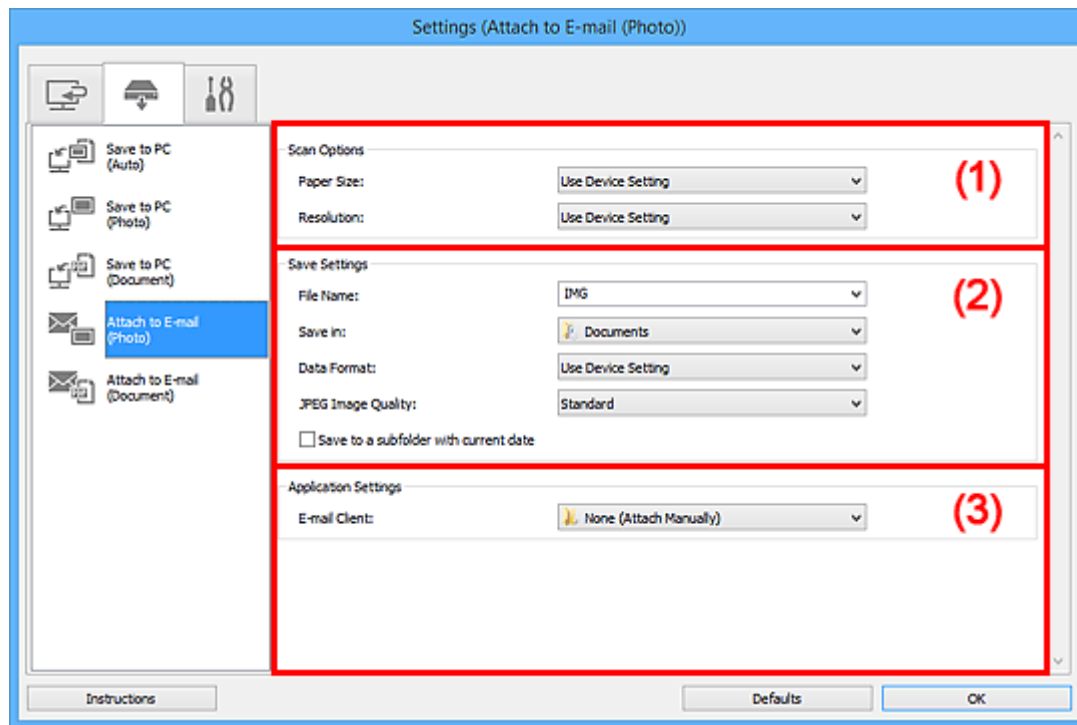 Settings (Attach to E-mail (Photo))
Save to PC
(Auto)
Save to PC
(Photo)
Save to PC
(Document)
Attach to E-mail
(Photo)
Attach to E-mail
(Document)
Scan Options
(1)
Paper Size: Use Device Setting
Resolution: Use Device Setting
Save Settings
(2)
File Name: IMG
Save in: Documents
Data Format: Use Device Setting
JPEG Image Quality: Standard
Save to a subfolder with current date
Application Settings
(3)
E-mail Client: None (Attach Manually)
Instructions Defaults OK